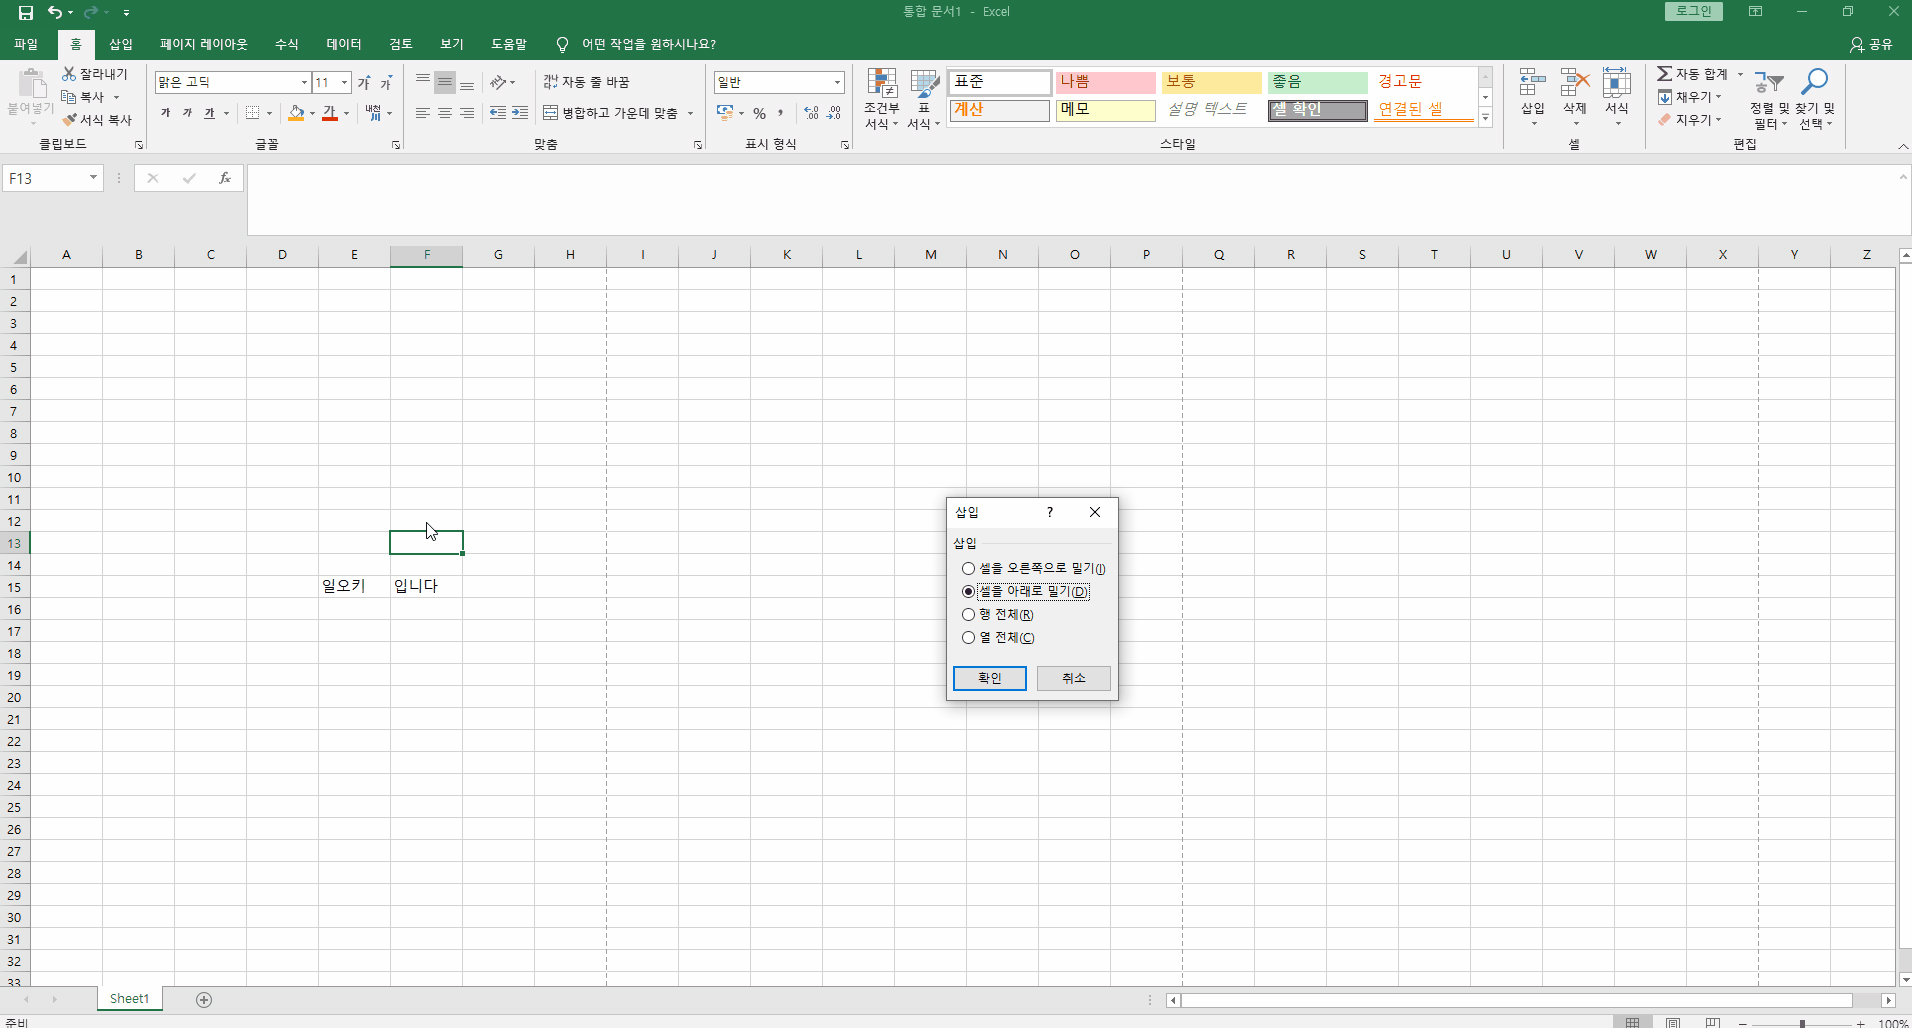 통합 문서1 - Excel
로그인
파일 홈 삽입 페이지 레이아웃 수식 데이터 검토 보기 도움말 어떤 작업을 원하시나요? 공유
붙여넣기
잘라내기
복사
서식 복사
클립보드
맑은 고딕 11 가 가
가 가 가 가 내천
글꼴
자동 줄 바꿈
병합하고 가운데 맞춤
맞춤
일반
% , .00 .00
표시 형식
조건부 서식
표 서식
표준 나쁨 보통 좋음 경고문
계산 메모 설명 텍스트 셀 확인 연결된 셀
스타일
삽입 삭제 서식
셀
자동 합계
채우기
지우기
정렬 및 필터
찾기 및 선택
편집
F13 fx
A B C D E F G H I J K L M N O P Q R S T U V W X Y Z
1
2
3
4
5
6
7
8
9
10
11
12
13
14
15 일오키 입니다
16
17
18
19
20
21
22
23
24
25
26
27
28
29
30
31
32
33
삽입 ?
삽입
셀을 오른쪽으로 밀기(I)
셀을 아래로 밀기(D)
행 전체(R)
열 전체(C)
확인 취소
Sheet1
준비 100%